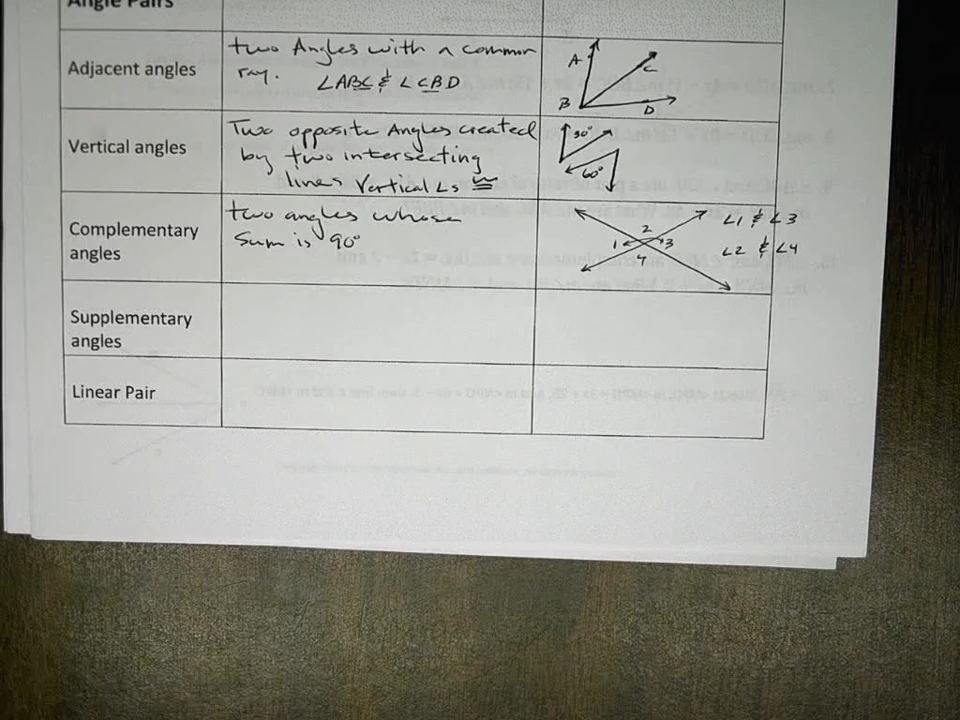 Angle Pairs
Adjacent angles
two Angles with a common
ray. ∠ABC & ∠CBD
A
C
B
D
Vertical angles
Two opposite Angles created
by two intersecting
lines Vertical ∠s ≅
30°
60°
Complementary
angles
two angles whose
Sum is 90°
1 2 3
4
∠1 & ∠3
∠2 & ∠4
Supplementary
angles
Linear Pair